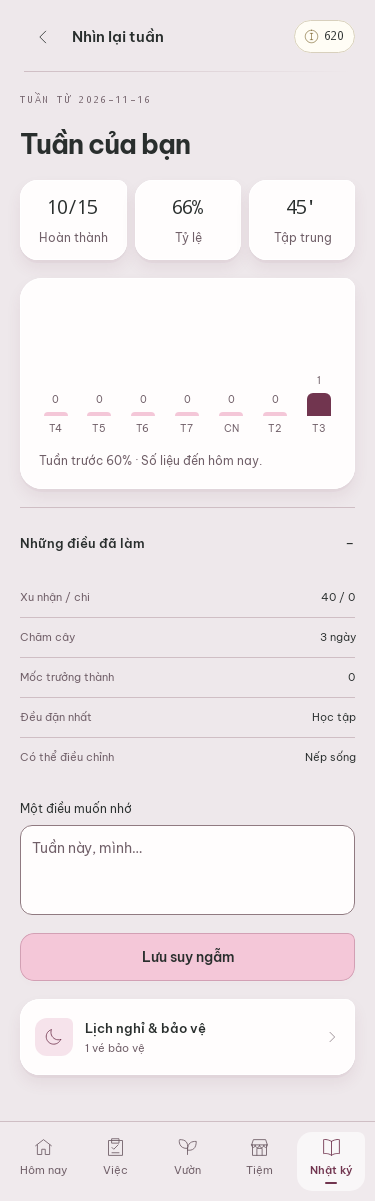 Nhìn lại tuần
620
TUẦN TỪ 2026-11-16
Tuần của bạn
10/15
66%
45'
Hoàn thành
Tỷ lệ
Tập trung
0 0 0 0 0 0 1
T4 T5 T6 T7 CN T2 T3
Tuần trước 60% · Số liệu đến hôm nay.
Những điều đã làm –
Xu nhận / chi 40 / 0
Chăm cây 3 ngày
Mốc trưởng thành 0
Đều đặn nhất Học tập
Có thể điều chỉnh Nếp sống
Một điều muốn nhớ
Tuần này, mình...
Lưu suy ngẫm
Lịch nghỉ & bảo vệ
1 vé bảo vệ
Hôm nay Việc Vườn Tiệm Nhật ký